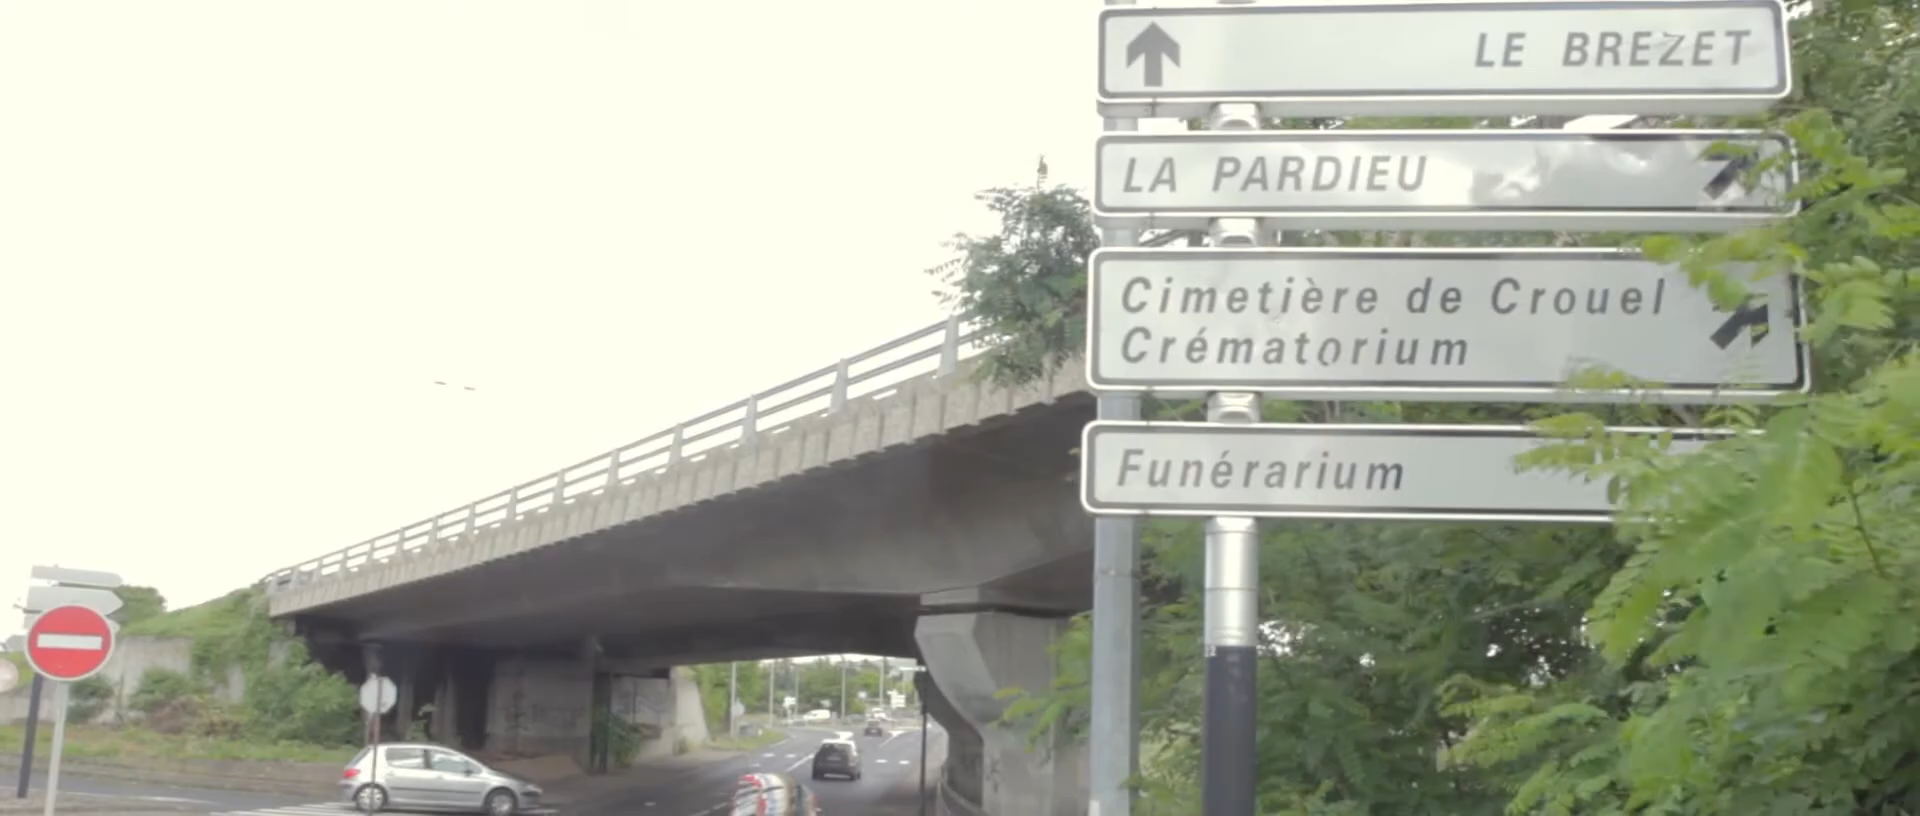 LE BREZET
LA PARDIEU
Cimetière de Crouel
Crématorium
Funérarium